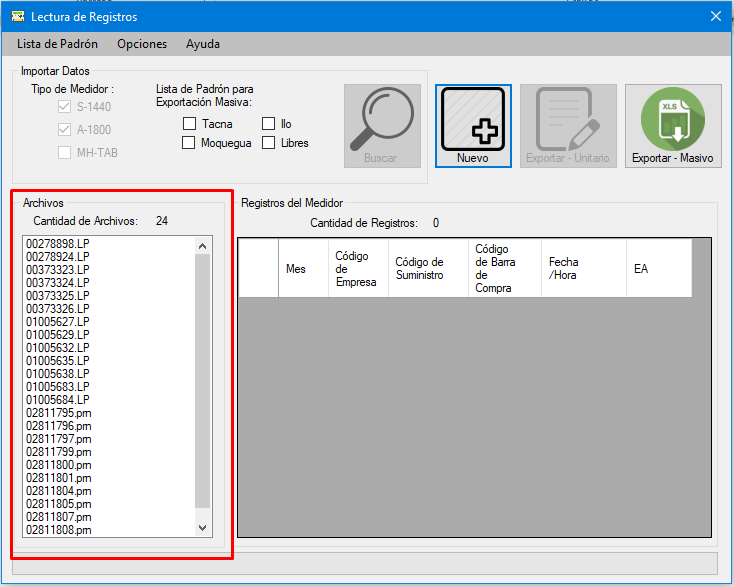 Lectura de Registros
Lista de Padrón Opciones Ayuda
Importar Datos
Tipo de Medidor :
S-1440
A-1800
MH-TAB
Lista de Padrón para
Exportación Masiva:
Tacna Ilo
Moquegua Libres
Buscar
Nuevo
Exportar - Unitario
XLS
Exportar - Masivo
Archivos
Cantidad de Archivos: 24
00278898.LP
00278924.LP
00373323.LP
00373324.LP
00373325.LP
00373326.LP
01005627.LP
01005629.LP
01005632.LP
01005635.LP
01005638.LP
01005683.LP
01005684.LP
02811795.prn
02811796.prn
02811797.prn
02811799.prn
02811800.prn
02811801.prn
02811804.prn
02811805.prn
02811807.prn
02811808.prn
Registros del Medidor
Cantidad de Registros: 0
Mes
Código
de
Empresa
Código de
Suministro
Código
de Barra
de
Compra
Fecha
/Hora
EA